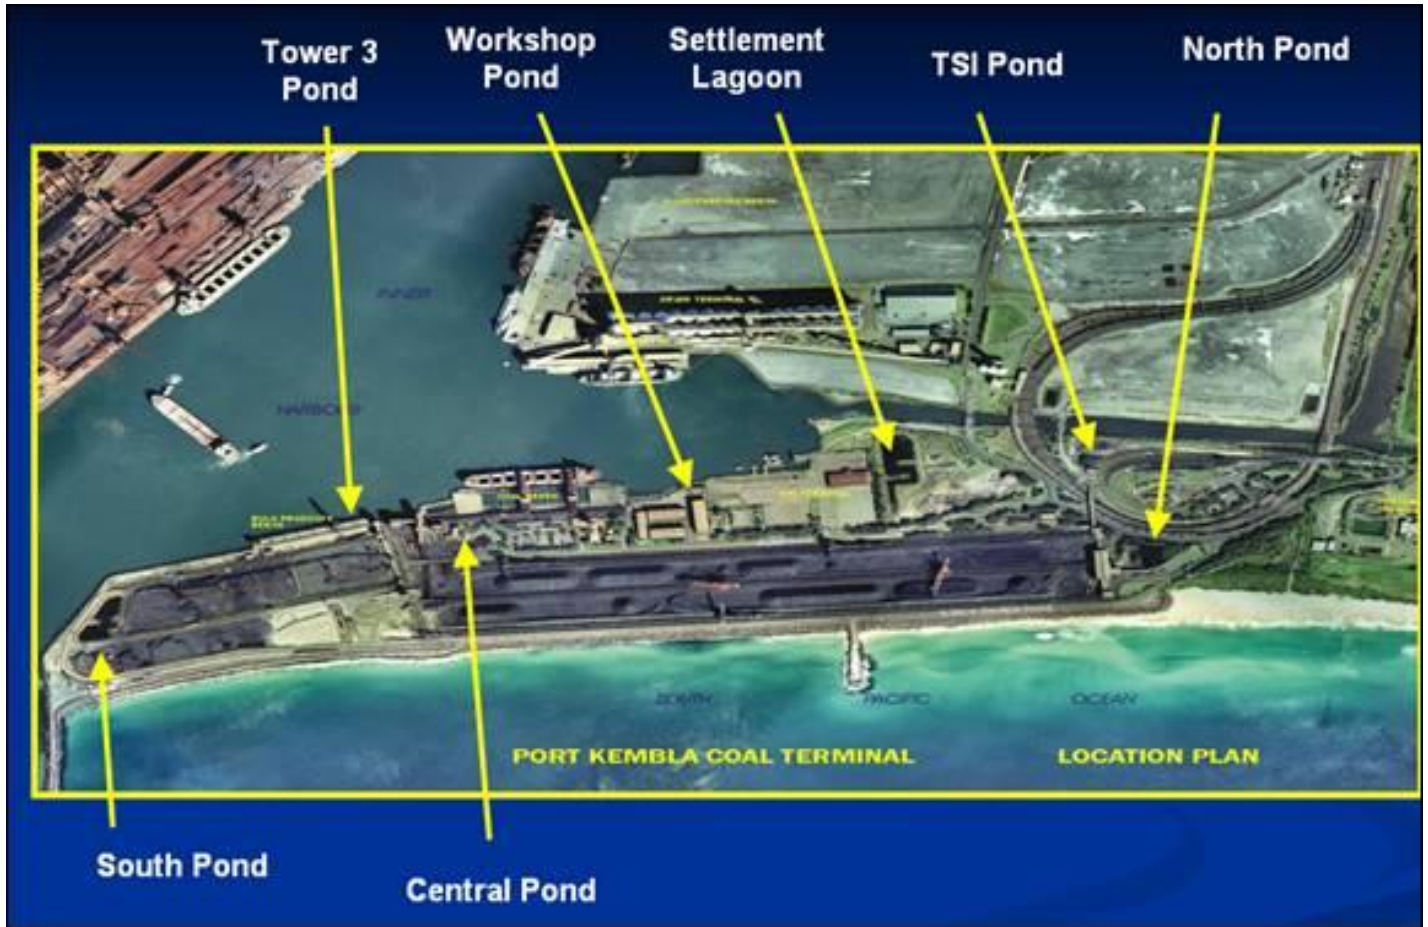 Tower 3
Pond
Workshop
Pond
Settlement
Lagoon
TSI Pond
North Pond
INNER
HARBOUR
PACIFIC
OCEAN
PORT KEMBLA COAL TERMINAL
LOCATION PLAN
South Pond
Central Pond